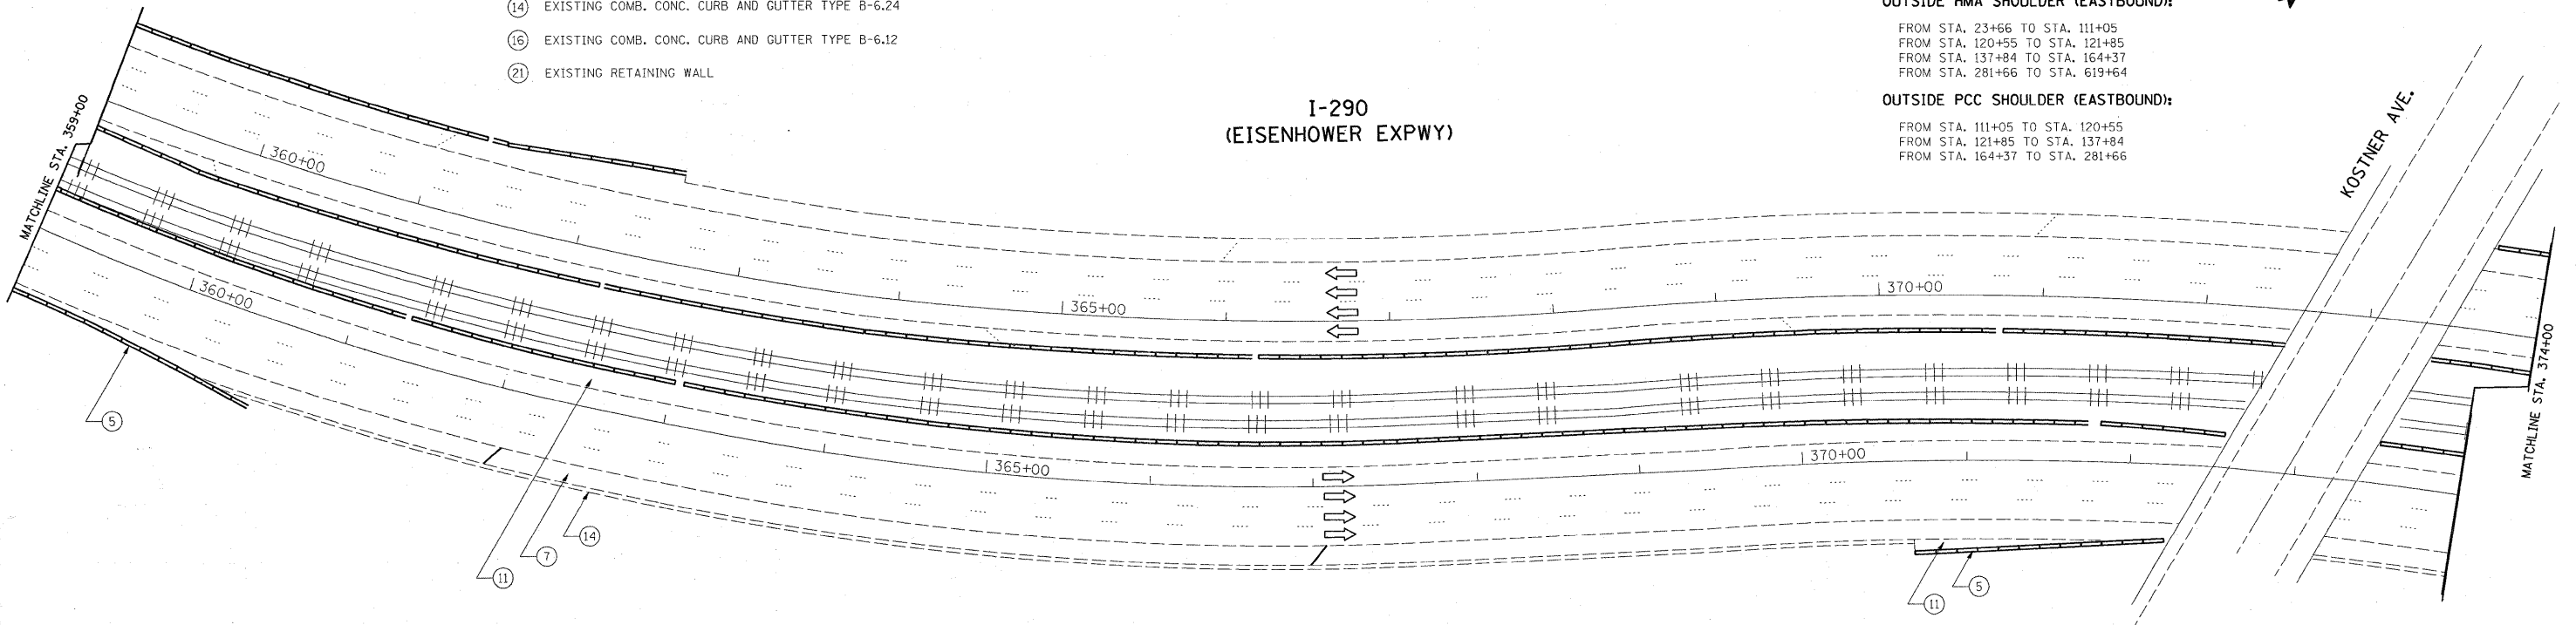 (14) EXISTING COMB. CONC. CURB AND GUTTER TYPE B-6.24
(16) EXISTING COMB. CONC. CURB AND GUTTER TYPE B-6.12
(21) EXISTING RETAINING WALL
I-290
(EISENHOWER EXPWY)
OUTSIDE HMA SHOULDER (EASTBOUND):
FROM STA. 23+66 TO STA. 111+05
FROM STA. 120+55 TO STA. 121+85
FROM STA. 137+84 TO STA. 164+37
FROM STA. 281+66 TO STA. 619+64
OUTSIDE PCC SHOULDER (EASTBOUND):
FROM STA. 111+05 TO STA. 120+55
FROM STA. 121+85 TO STA. 137+84
FROM STA. 164+37 TO STA. 281+66
KOSTNER AVE.
MATCHLINE STA. 359+00
360+00
365+00
370+00
360+00
365+00
370+00
MATCHLINE STA. 374+00
5
14
7
11
5
11